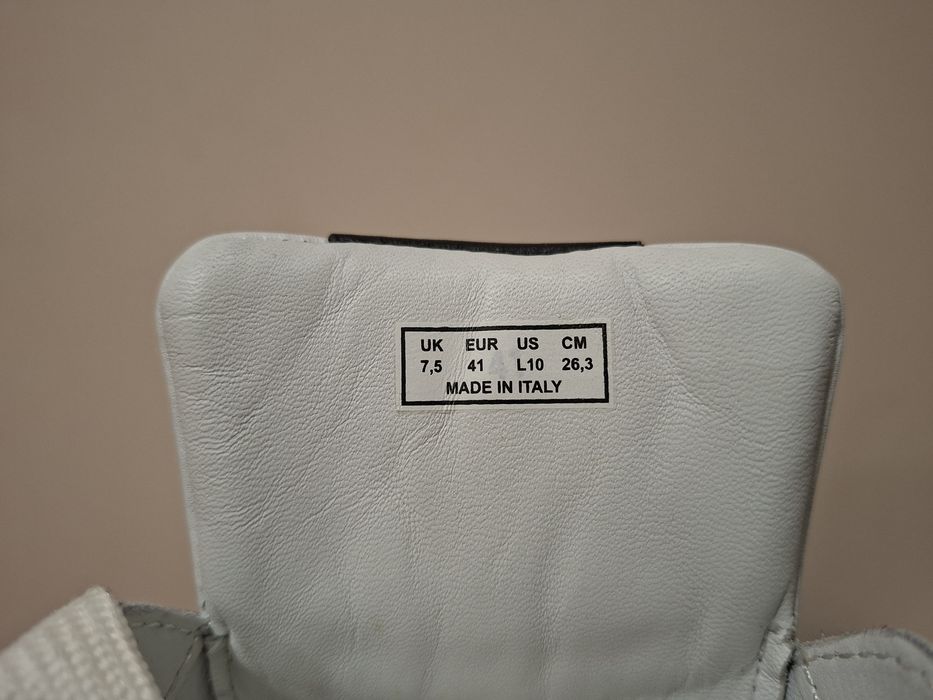 UK EUR US CM
7,5 41 L10 26,3
MADE IN ITALY